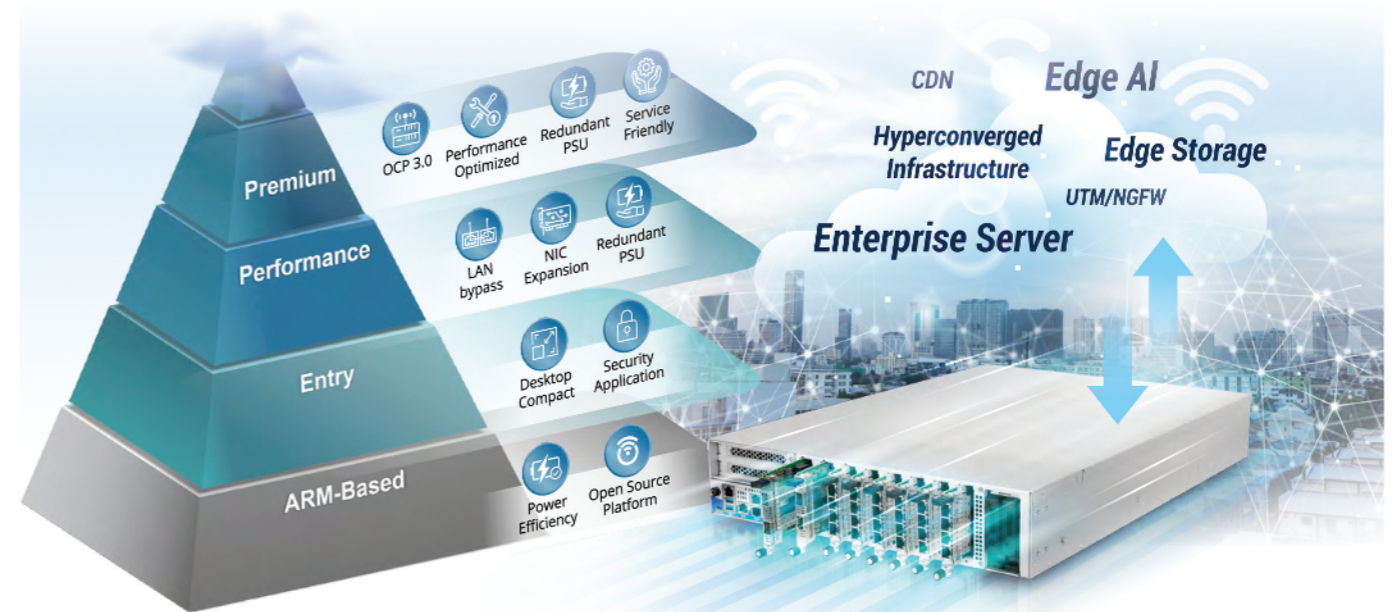 Premium
OCP 3.0
Performance
Optimized
Redundant
PSU
Service
Friendly
Performance
LAN
bypass
NIC
Expansion
Redundant
PSU
Entry
Desktop
Compact
Security
Application
ARM-Based
Power
Efficiency
Open Source
Platform
CDN
Edge AI
Hyperconverged
Infrastructure
Edge Storage
UTM/NGFW
Enterprise Server